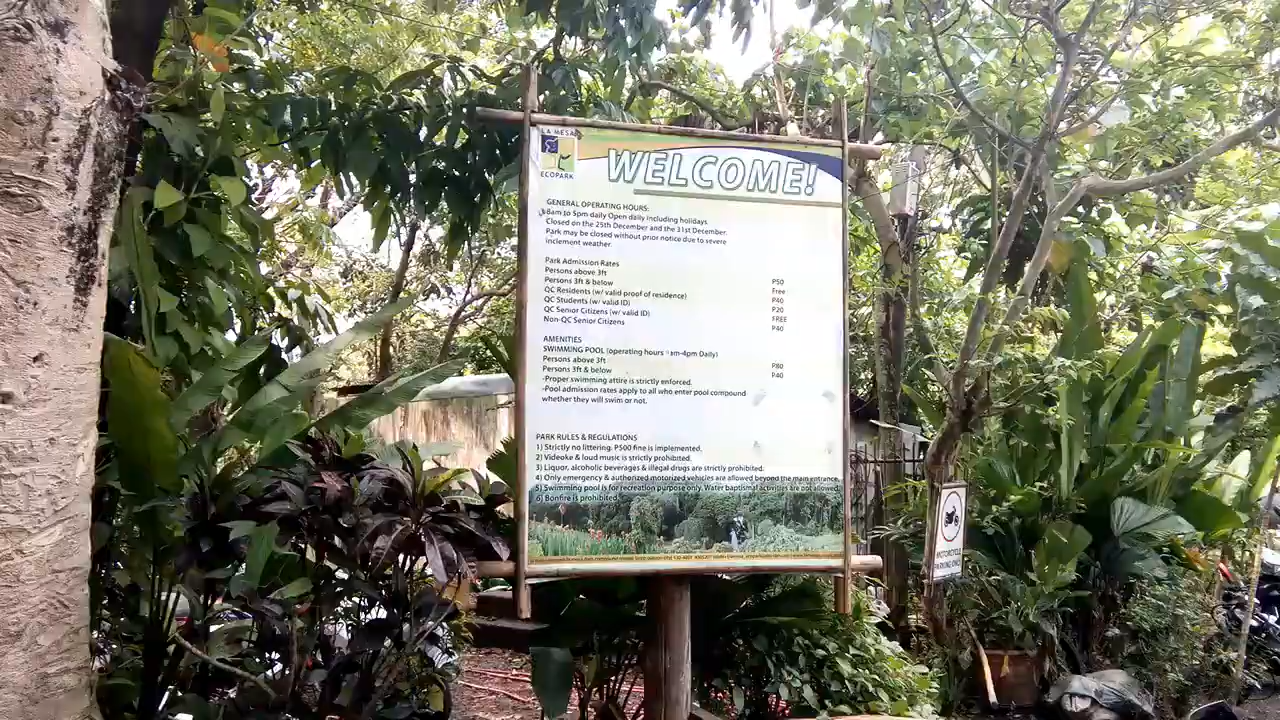 LA MESA
ECOPARK
WELCOME!
GENERAL OPERATING HOURS:
8am to 5pm daily Open daily including holidays
Closed on the 25th December and the 31st December.
Park may be closed without prior notice due to severe
inclement weather.
Park Admission Rates
Persons above 3ft P50
Persons 3ft & below Free
QC Residents (w/ valid proof of residence) P40
QC Students (w/ valid ID) P20
QC Senior Citizens (w/ valid ID) FREE
Non-QC Senior Citizens P40
AMENITIES
SWIMMING POOL (operating hours am-4pm Daily)
Persons above 3ft P80
Persons 3ft & below P40
-Proper swimming attire is strictly enforced.
-Pool admission rates apply to all who enter pool compound
whether they will swim or not.
PARK RULES & REGULATIONS
1) Strictly no littering. P500 fine is implemented.
2) Videoke & loud music is strictly prohibited.
3) Liquor, alcoholic beverages & illegal drugs are strictly prohibited.
4) Only emergency & authorized motorized vehicles are allowed beyond the main entrance.
5) Swimming pool is for recreation purpose only. Water baptismal activities are not allowed.
6) Bonfire is prohibited.
MOTORCYCLE
PARKING ONLY